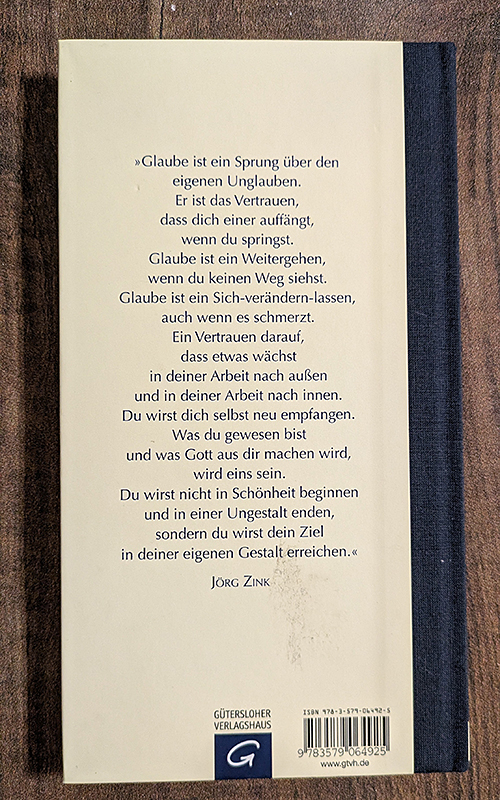 »Glaube ist ein Sprung über den
eigenen Unglauben.
Er ist das Vertrauen,
dass dich einer auffängt,
wenn du springst.
Glaube ist ein Weitergehen,
wenn du keinen Weg siehst.
Glaube ist ein Sich-verändern-lassen,
auch wenn es schmerzt.
Ein Vertrauen darauf,
dass etwas wächst
in deiner Arbeit nach außen
und in deiner Arbeit nach innen.
Du wirst dich selbst neu empfangen.
Was du gewesen bist
und was Gott aus dir machen wird,
wird eins sein.
Du wirst nicht in Schönheit beginnen
und in einer Ungestalt enden,
sondern du wirst dein Ziel
in deiner eigenen Gestalt erreichen.«
JÖRG ZINK
GÜTERSLOHER
VERLAGSHAUS
G
ISBN 978-3-579-06492-5
9 783579 064925
www.gtvh.de